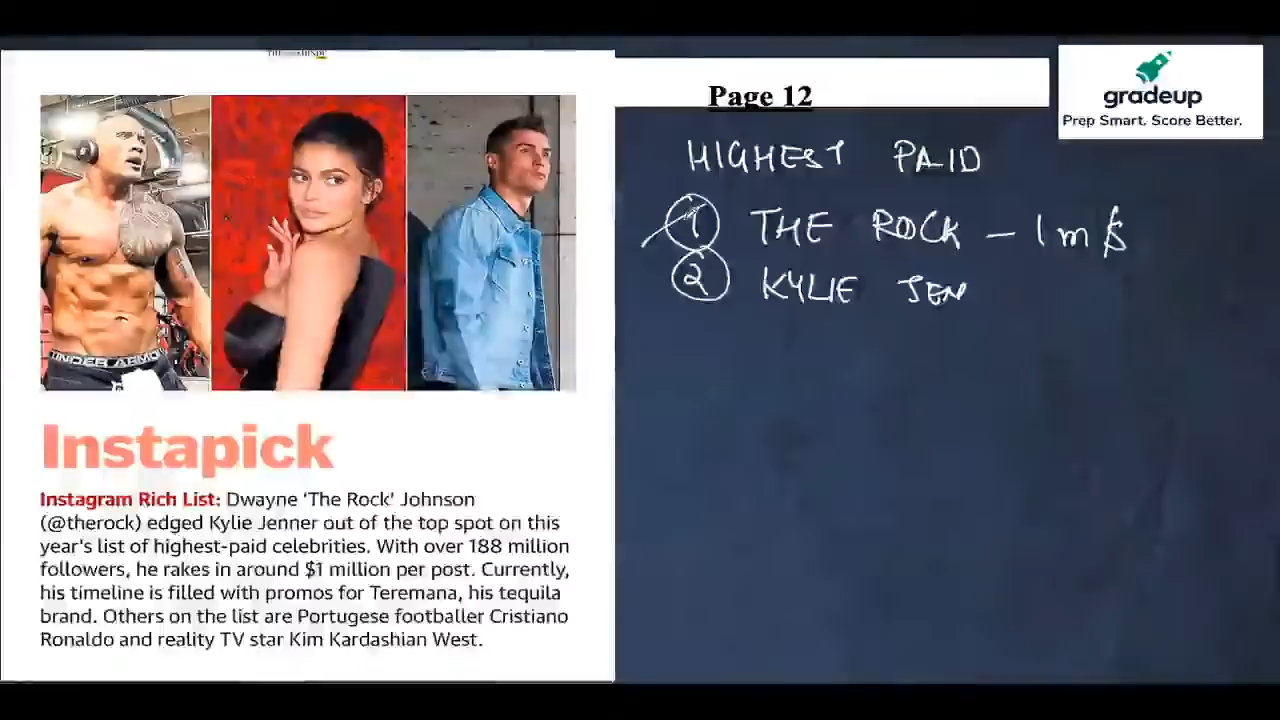 Page 12
gradeup
Prep Smart. Score Better.
HIGHEST PAID
1 THE ROCK - 1m $
2 KYLIE JEN
UNDER ARMO
Instapick
Instagram Rich List: Dwayne ‘The Rock’ Johnson
(@therock) edged Kylie Jenner out of the top spot on this
year's list of highest-paid celebrities. With over 188 million
followers, he rakes in around $1 million per post. Currently,
his timeline is filled with promos for Teremana, his tequila
brand. Others on the list are Portugese footballer Cristiano
Ronaldo and reality TV star Kim Kardashian West.